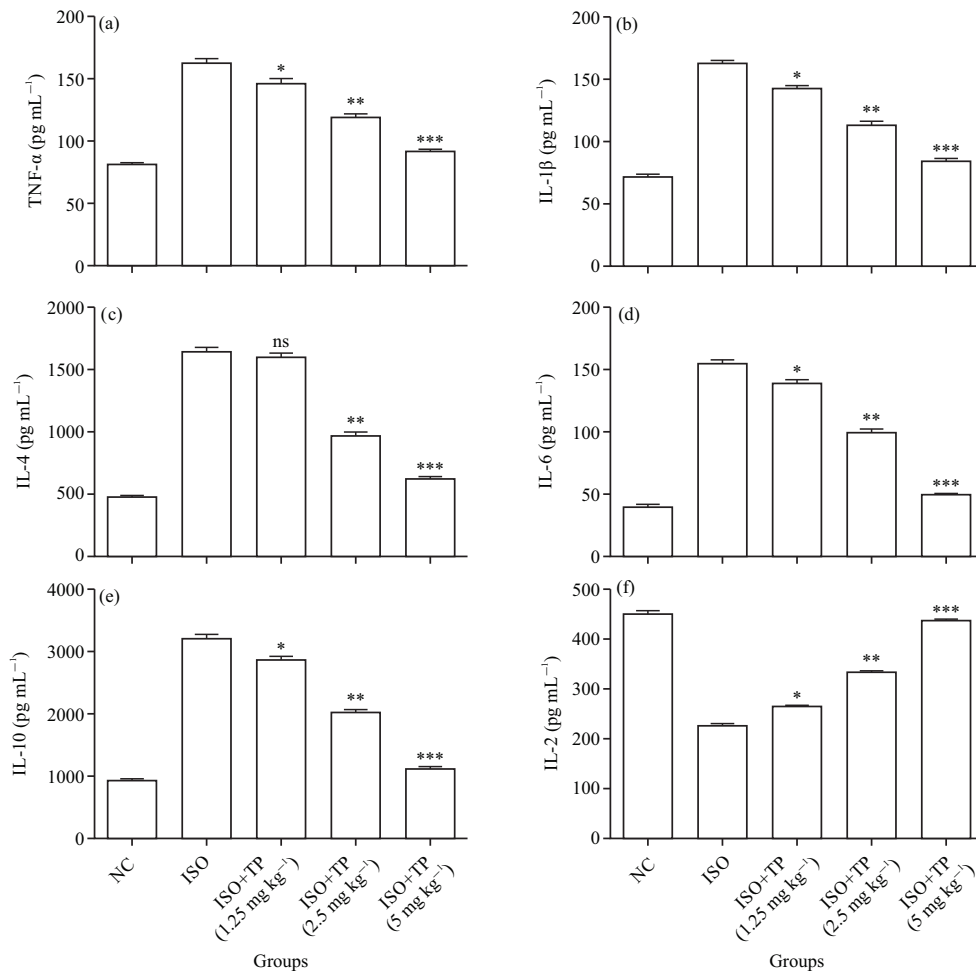 (a)
TNF-α (pg mL⁻¹)
200
150
100
50
0
*
**
***
(b)
IL-1β (pg mL⁻¹)
200
150
100
50
0
*
**
***
(c)
IL-4 (pg mL⁻¹)
2000
1600
1000
500
0
ns
**
***
(d)
IL-6 (pg mL⁻¹)
200
150
100
50
0
*
**
***
(e)
IL-10 (pg mL⁻¹)
4000
3000
2000
1000
0
*
**
***
NC
ISO
ISO+TP
(1.25 mg kg⁻¹)
ISO+TP
(2.5 mg kg⁻¹)
ISO+TP
(5 mg kg⁻¹)
Groups
(f)
IL-2 (pg mL⁻¹)
500
400
300
200
200
0
*
**
***
NC
ISO
ISO+TP
(1.25 mg kg⁻¹)
ISO+TP
(2.5 mg kg⁻¹)
ISO+TP
(5 mg kg⁻¹)
Groups